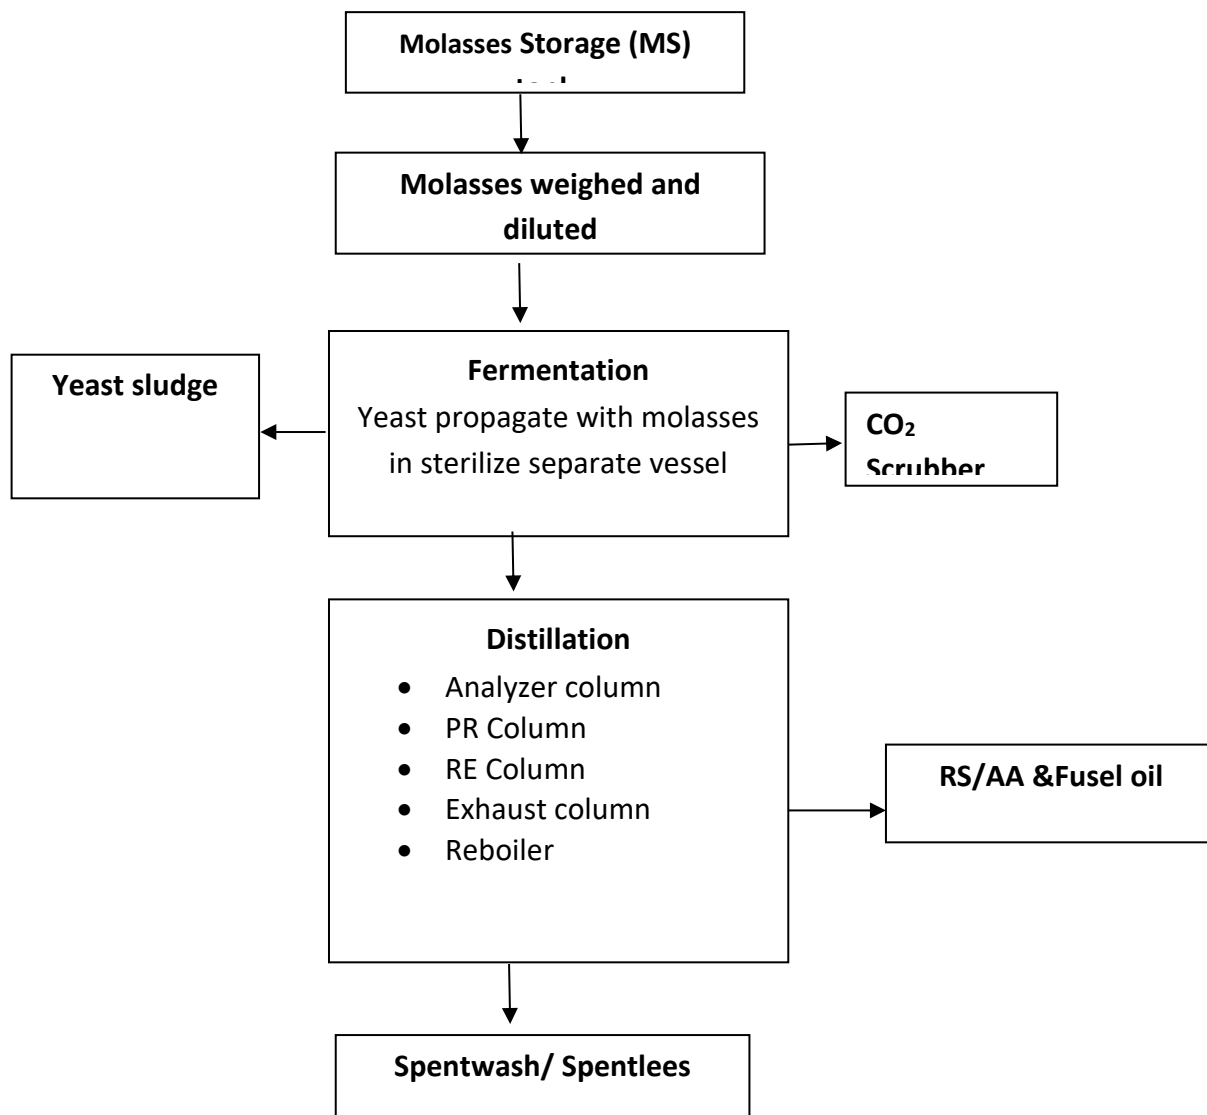 Molasses Storage (MS)
Molasses weighed and
diluted
Fermentation
Yeast propagate with molasses
in sterilize separate vessel
Yeast sludge
CO₂
Scrubber
Distillation
• Analyzer column
• PR Column
• RE Column
• Exhaust column
• Reboiler
RS/AA &Fusel oil
Spentwash/ Spentlees